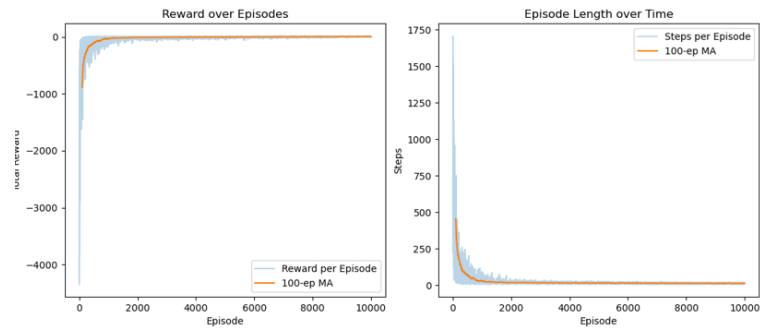 Reward over Episodes
0
−1000
−2000
−3000
−4000
Total Reward
0 2000 4000 6000 8000 10000
Episode
Reward per Episode
100-ep MA
Episode Length over Time
1750
1500
1250
1000
750
500
250
0
Steps
0 2000 4000 6000 8000 10000
Episode
Steps per Episode
100-ep MA